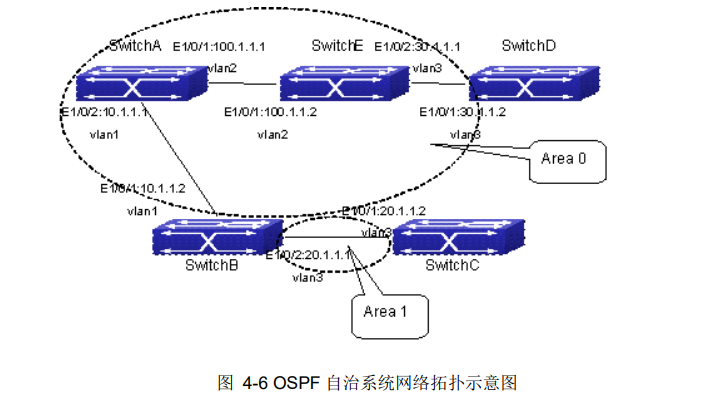 SwitchA
E1/0/1:100.1.1.1
SwitchE
E1/0/2:30.1.1.1
SwitchD
vlan2
vlan3
E1/0/2:10.1.1.1
E1/0/1:100.1.1.2
E1/0/1:30.1.1.2
vlan1
vlan2
vlan3
Area 0
E1/0/1:10.1.1.2
vlan1
E1/0/1:20.1.1.2
vlan3
SwitchB
E1/0/2:20.1.1.1
SwitchC
vlan3
Area 1
图 4-6 OSPF 自治系统网络拓扑示意图